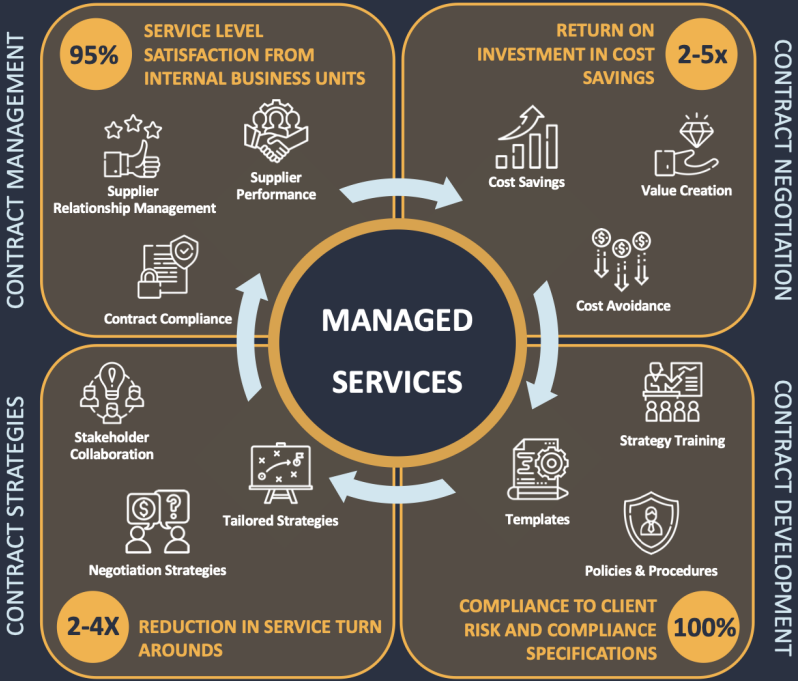 CONTRACT MANAGEMENT
95%
SERVICE LEVEL
SATISFACTION FROM
INTERNAL BUSINESS UNITS
Supplier
Relationship Management
Supplier
Performance
Contract Compliance
RETURN ON
INVESTMENT IN COST
SAVINGS
2-5x
Cost Savings
Value Creation
Cost Avoidance
CONTRACT NEGOTIATION
MANAGED
SERVICES
CONTRACT STRATEGIES
Stakeholder
Collaboration
Tailored Strategies
Negotiation Strategies
2-4X
REDUCTION IN SERVICE TURN
AROUNDS
Strategy Training
Templates
Policies & Procedures
COMPLIANCE TO CLIENT
RISK AND COMPLIANCE
SPECIFICATIONS
100%
CONTRACT DEVELOPMENT